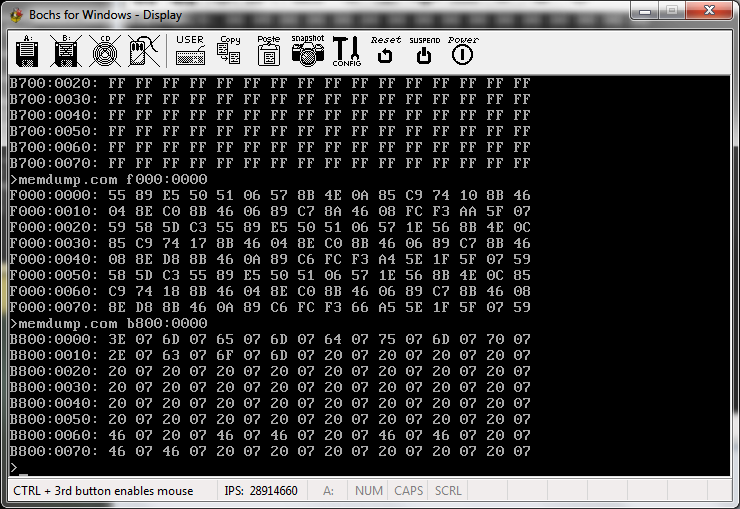 Bochs for Windows - Display
A: B: CD USER Copy Paste snapshot CONFIG Reset SUSPEND Power
B700:0020: FF FF FF FF FF FF FF FF FF FF FF FF FF FF FF FF
B700:0030: FF FF FF FF FF FF FF FF FF FF FF FF FF FF FF FF
B700:0040: FF FF FF FF FF FF FF FF FF FF FF FF FF FF FF FF
B700:0050: FF FF FF FF FF FF FF FF FF FF FF FF FF FF FF FF
B700:0060: FF FF FF FF FF FF FF FF FF FF FF FF FF FF FF FF
B700:0070: FF FF FF FF FF FF FF FF FF FF FF FF FF FF FF FF
>memdump.com f000:0000
F000:0000: 55 89 E5 50 51 06 57 8B 4E 0A 85 C9 74 10 8B 46
F000:0010: 04 8E C0 8B 46 06 89 C7 8A 46 08 FC F3 AA 5F 07
F000:0020: 59 58 5D C3 55 89 E5 50 51 06 57 1E 56 8B 4E 0C
F000:0030: 85 C9 74 17 8B 46 04 8E C0 8B 46 06 89 C7 8B 46
F000:0040: 08 8E D8 8B 46 0A 89 C6 FC F3 A4 5E 1F 5F 07 59
F000:0050: 58 5D C3 55 89 E5 50 51 06 57 1E 56 8B 4E 0C 85
F000:0060: C9 74 18 8B 46 04 8E C0 8B 46 06 89 C7 8B 46 08
F000:0070: 8E D8 8B 46 0A 89 C6 FC F3 66 A5 5E 1F 5F 07 59
>memdump.com b800:0000
B800:0000: 3E 07 6D 07 65 07 6D 07 64 07 75 07 6D 07 70 07
B800:0010: 2E 07 63 07 6F 07 6D 07 20 07 20 07 20 07 20 07
B800:0020: 20 07 20 07 20 07 20 07 20 07 20 07 20 07 20 07
B800:0030: 20 07 20 07 20 07 20 07 20 07 20 07 20 07 20 07
B800:0040: 20 07 20 07 20 07 20 07 20 07 20 07 20 07 20 07
B800:0050: 20 07 20 07 20 07 20 07 20 07 20 07 20 07 20 07
B800:0060: 46 07 20 07 46 07 46 07 20 07 46 07 46 07 20 07
B800:0070: 46 07 46 07 20 07 20 07 20 07 20 07 20 07 20 07
>_
CTRL + 3rd button enables mouse IPS: 28914660 A: NUM CAPS SCRL